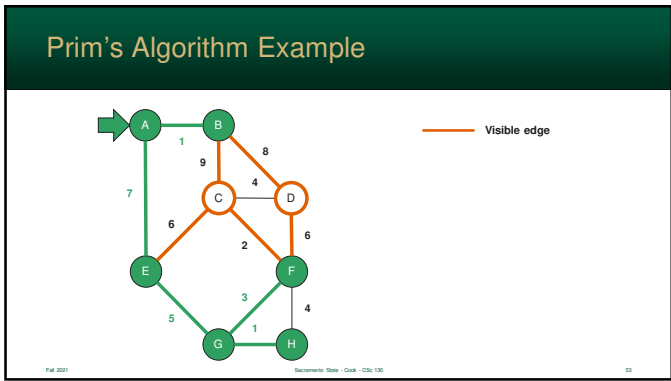 Prim's Algorithm Example
A
B
Visible edge
1
8
9
4
7
C
D
6
6
2
E
F
3
4
5
1
G
H
Fall 2021
Sacramento State - Cook - CSc 130
53